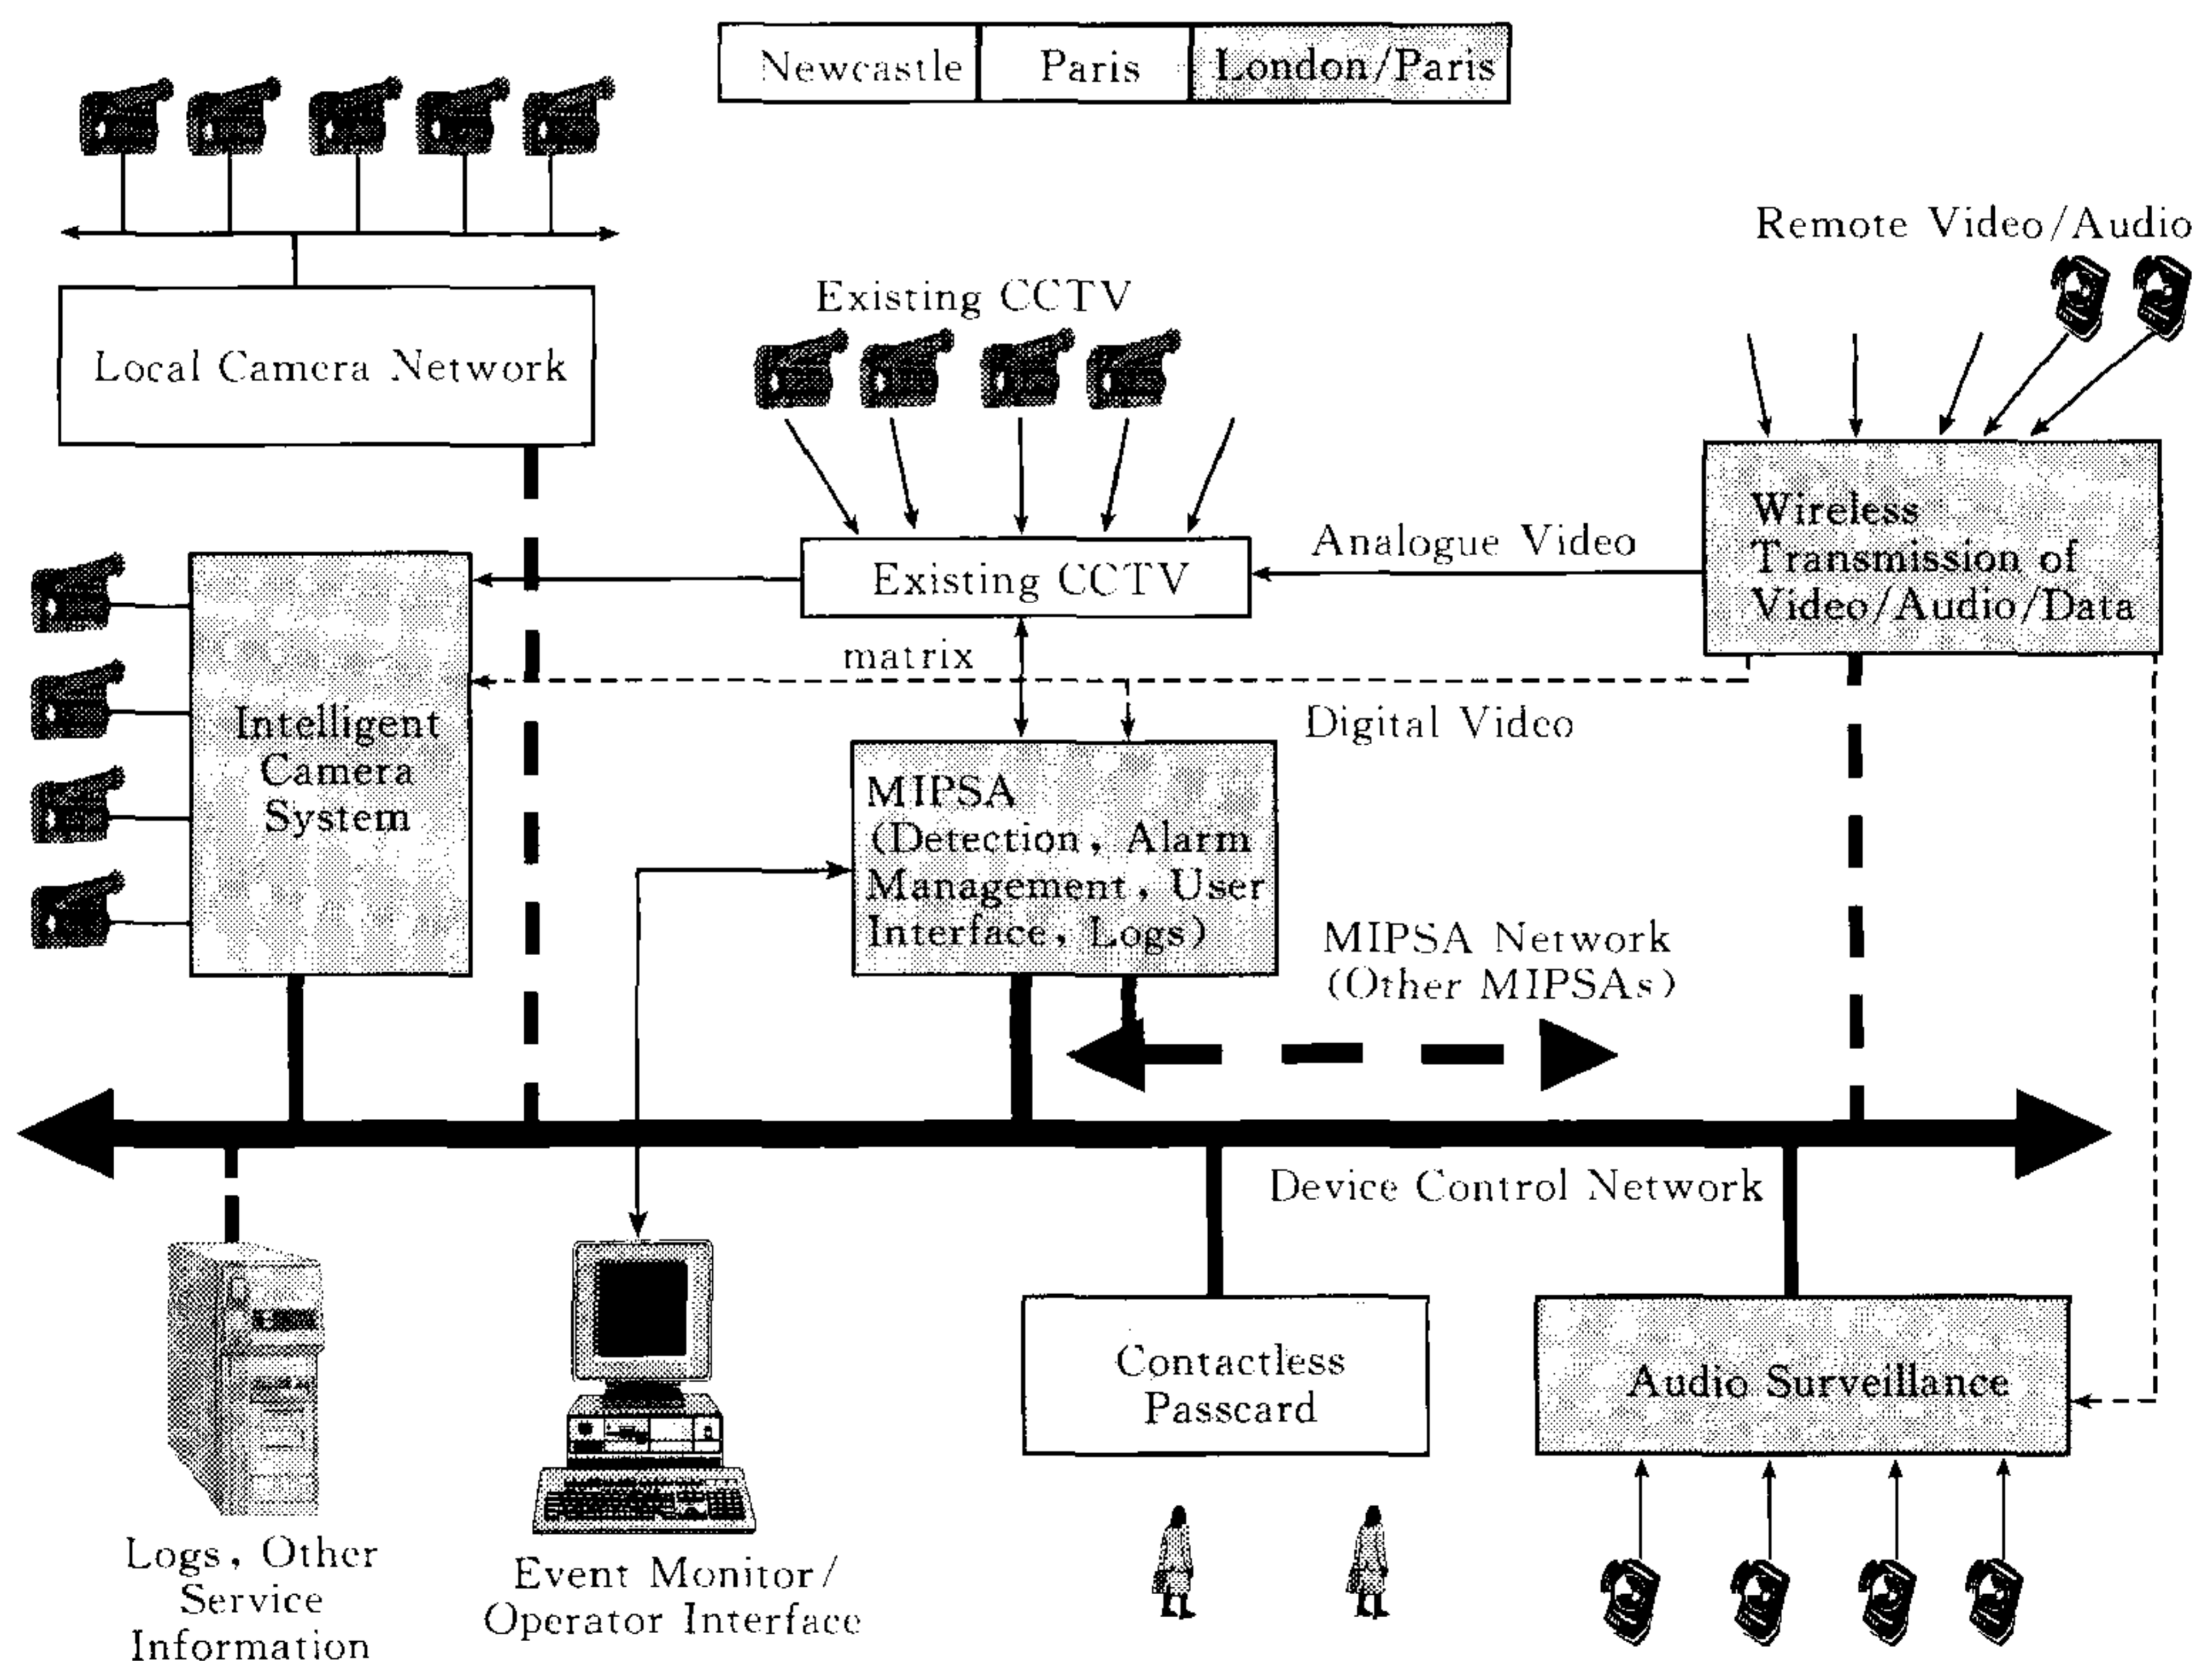 Newcastle Paris London/Paris
Remote Video/Audio
Existing CCTV
Local Camera Network
Wireless
Transmission of
Video/Audio/Data
Analogue Video
Existing CCTV
matrix
Digital Video
Intelligent
Camera
System
MIPSA
(Detection, Alarm
Management, User
Interface, Logs)
MIPSA Network
(Other MIPSAs)
Device Control Network
Contactless
Passcard
Audio Surveillance
Logs, Other
Service
Information
Event Monitor/
Operator Interface